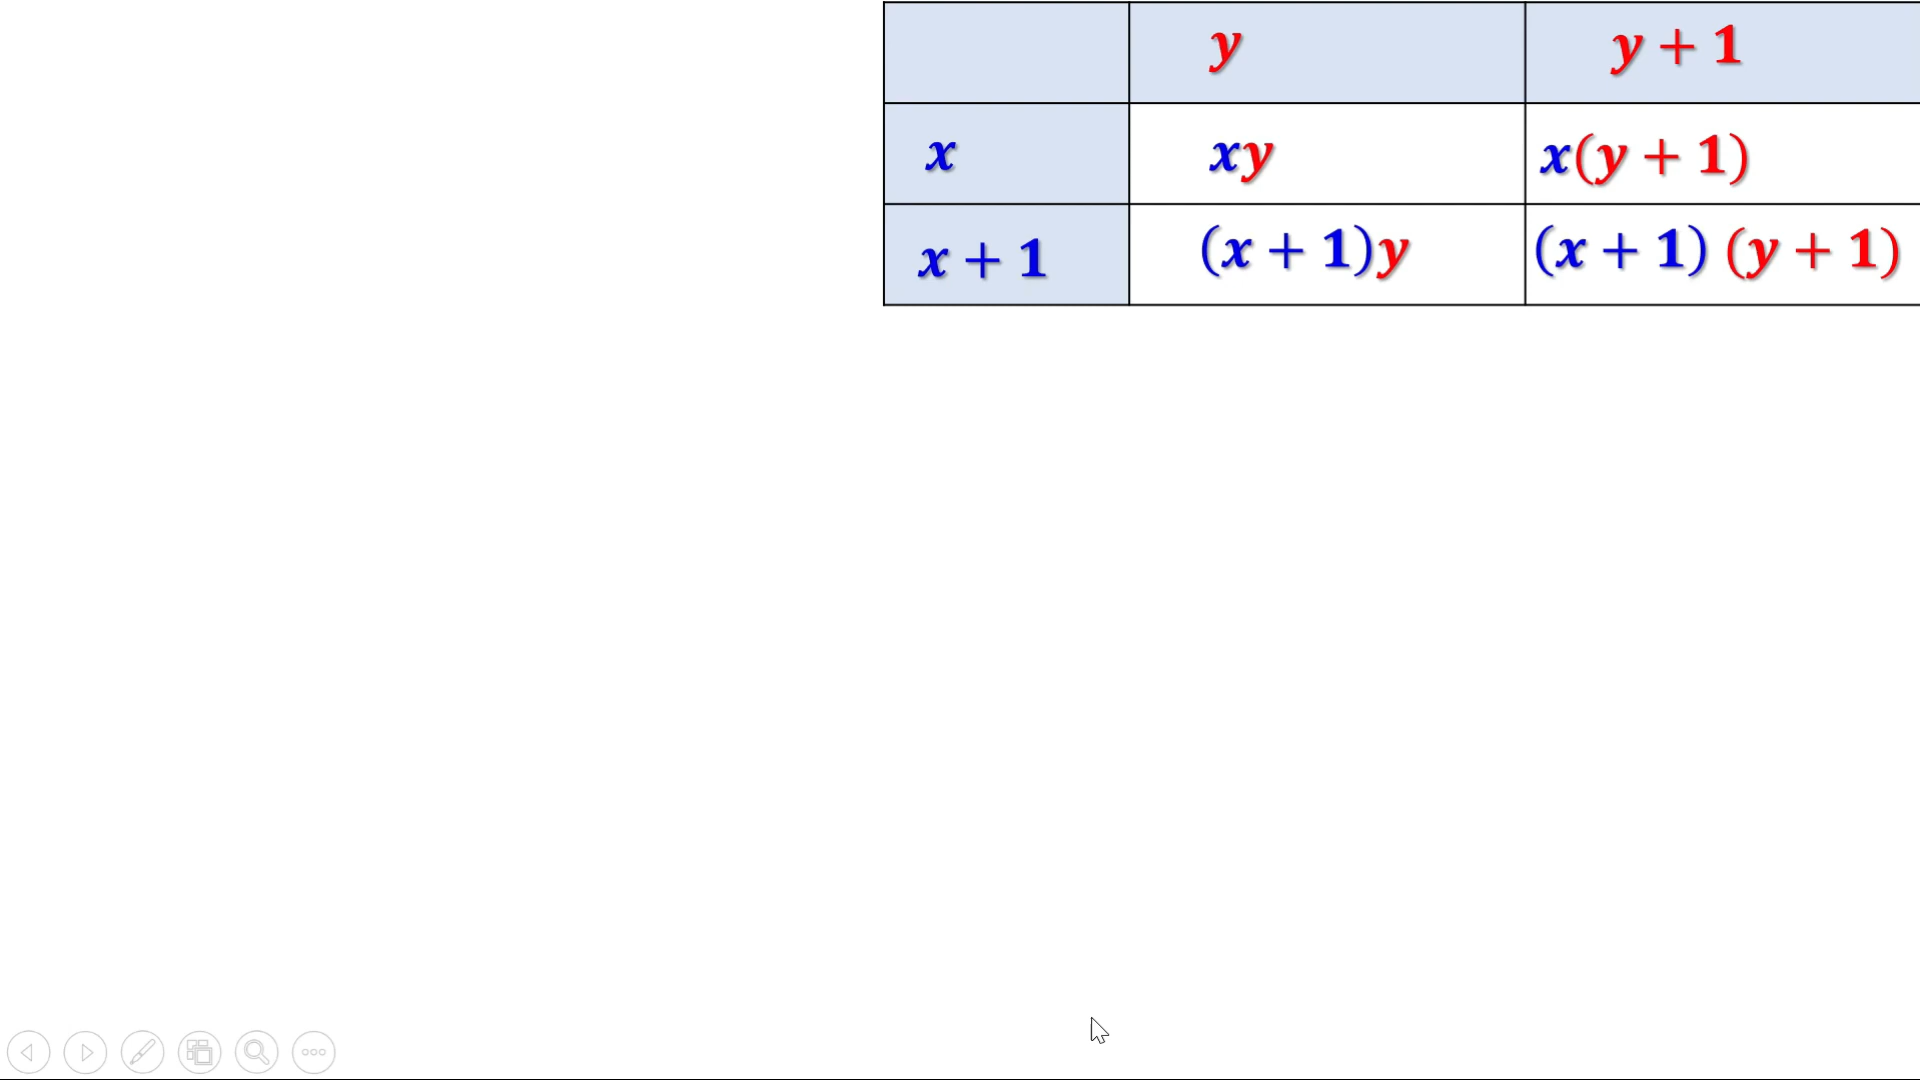 y y + 1
x xy x(y + 1)
x + 1 (x + 1)y (x + 1) (y + 1)